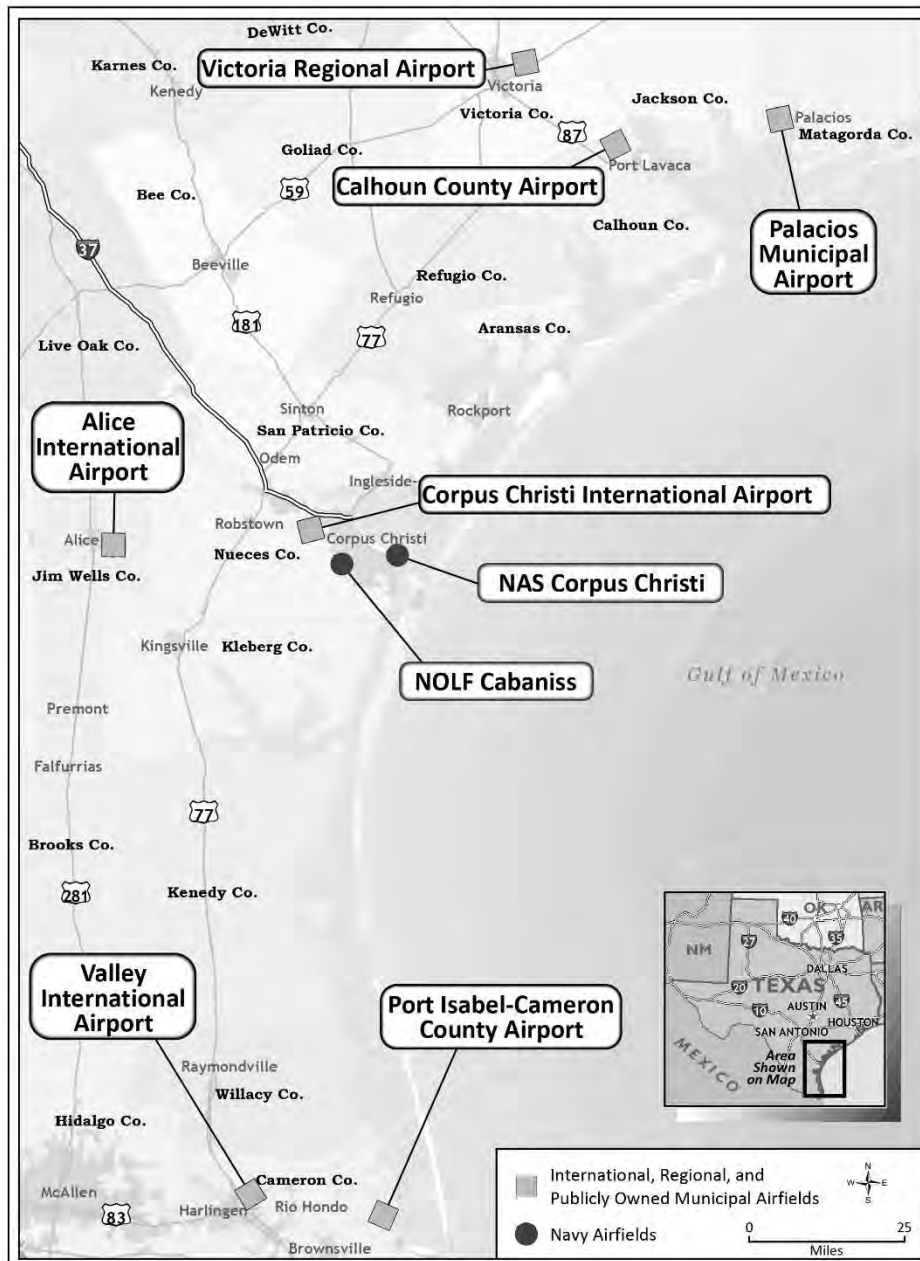 DeWitt Co.
Karnes Co.
Kenedy
Victoria Regional Airport
Victoria
Jackson Co.
Victoria Co.
87
Palacios
Matagorda Co.
Goliad Co.
Calhoun County Airport
Port Lavaca
59
Bee Co.
Calhoun Co.
Palacios
Municipal
Airport
37
Beeville
Refugio Co.
Refugio
181
77
Aransas Co.
Live Oak Co.
Sinton
Rockport
San Patricio Co.
Alice
International
Airport
Odem
Ingleside-
Corpus Christi International Airport
Robstown
Corpus Christi
Alice
Nueces Co.
Jim Wells Co.
NAS Corpus Christi
Kingsville
Kleberg Co.
NOLF Cabaniss
Gulf of Mexico
Premont
Falfurrias
77
Brooks Co.
281
Kenedy Co.
Valley
International
Airport
Port Isabel-Cameron
County Airport
Raymondville
Willacy Co.
Hidalgo Co.
McAllen
83
Cameron Co.
Harlingen
Rio Hondo
Brownsville
OK
AR
40
NM
27
35
DALLAS
20
TEXAS
10
AUSTIN
45
HOUSTON
SAN ANTONIO
MEXICO
Area
Shown
on Map
International, Regional, and
Publicly Owned Municipal Airfields
Navy Airfields
N
W
E
S
0
25
Miles